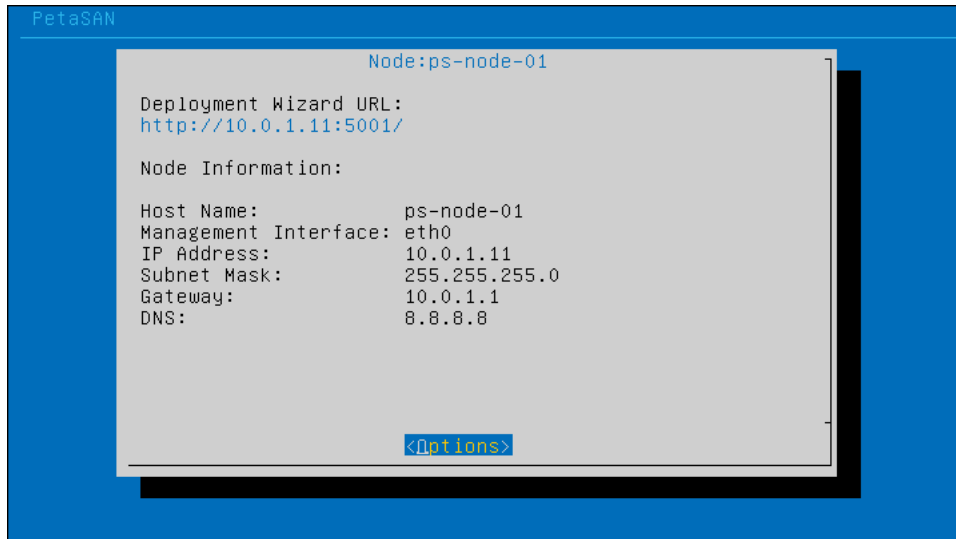 PetaSAN
Node:ps-node-01
Deployment Wizard URL:
http://10.0.1.11:5001/
Node Information:
Host Name: ps-node-01
Management Interface: eth0
IP Address: 10.0.1.11
Subnet Mask: 255.255.255.0
Gateway: 10.0.1.1
DNS: 8.8.8.8
<Options>